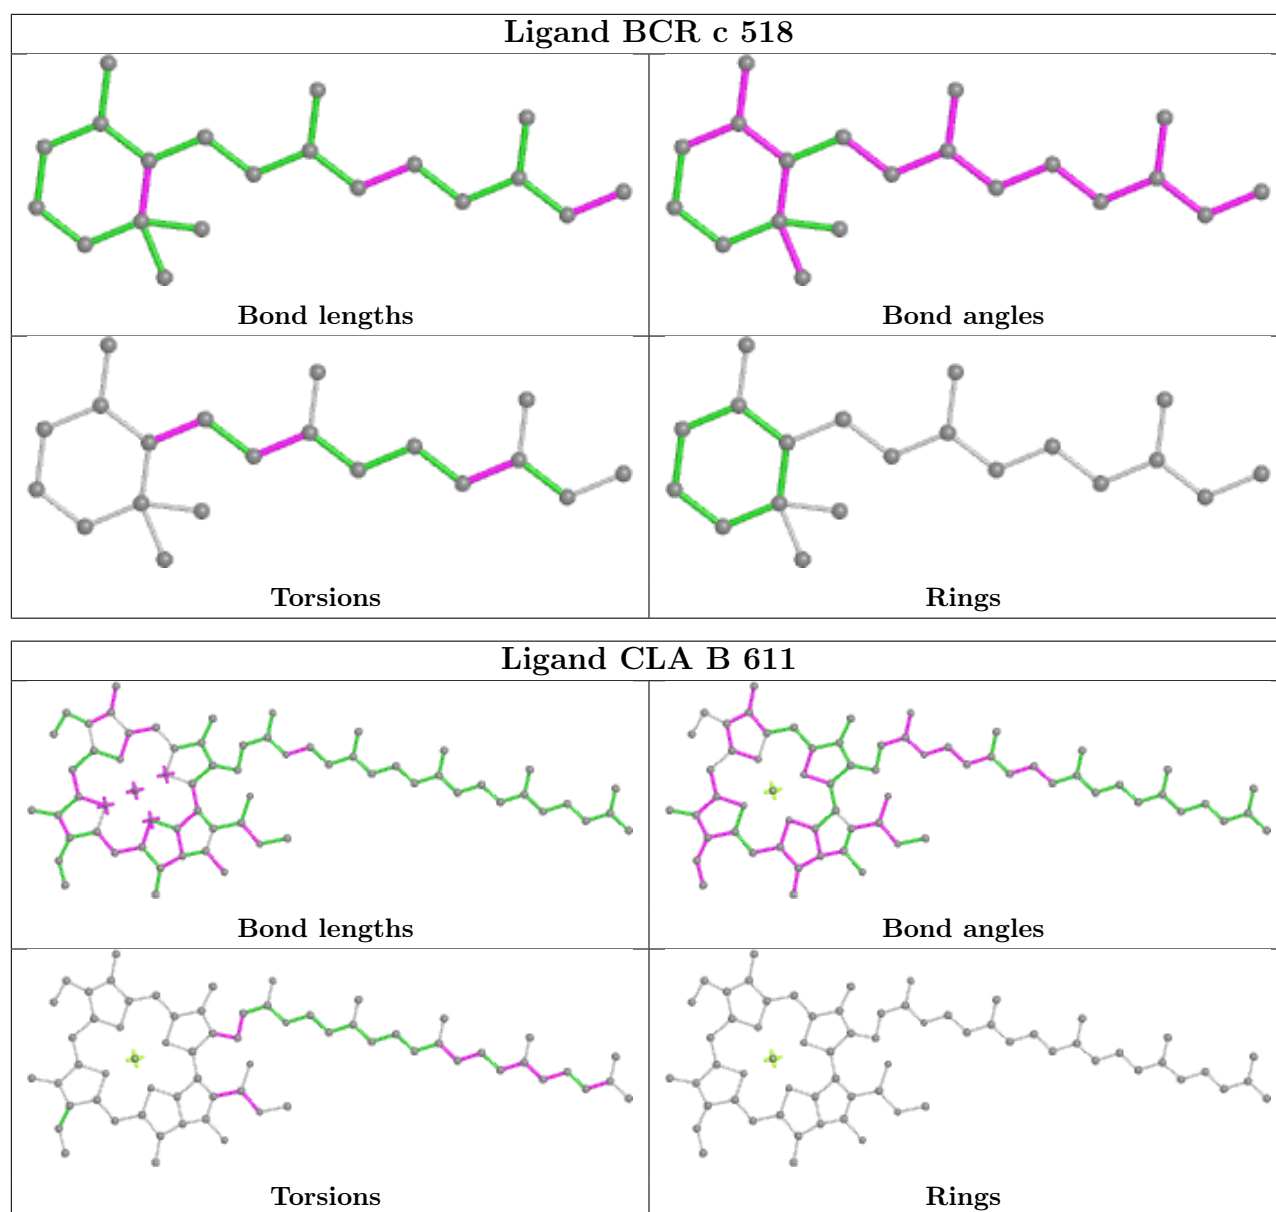 Ligand BCR c 518
Bond lengths
Bond angles
Torsions
Rings
Ligand CLA B 611
Bond lengths
Bond angles
Torsions
Rings